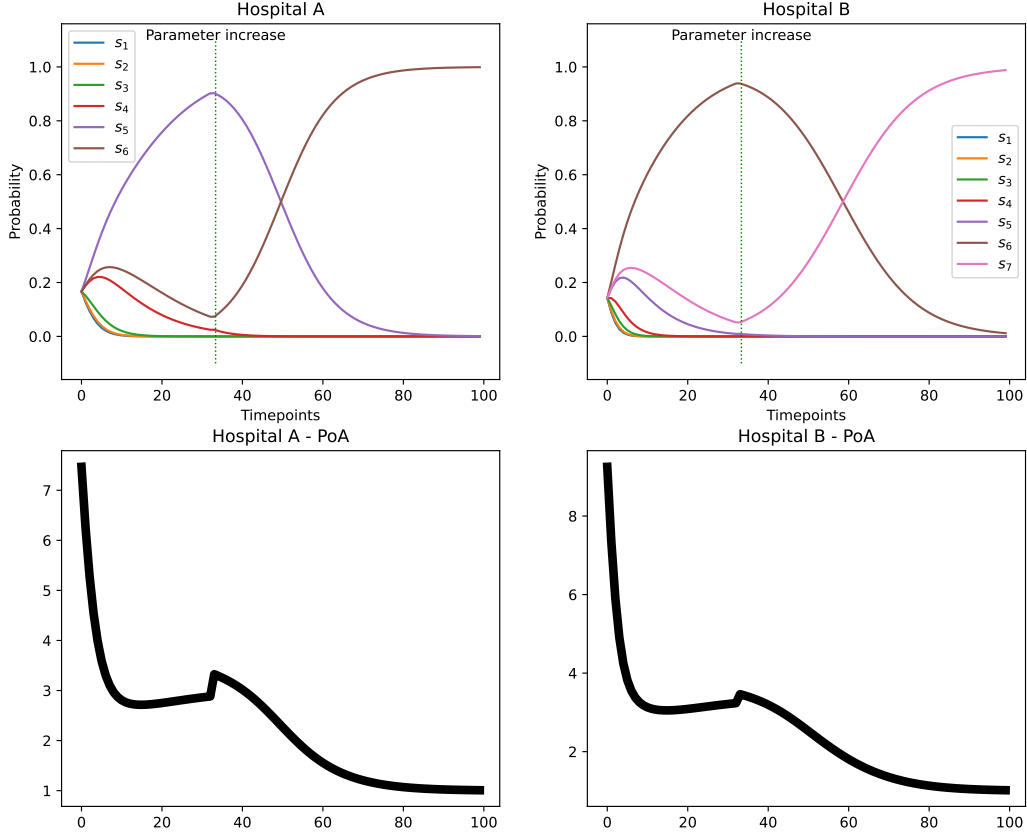 Hospital A
Parameter increase
s1
s2
s3
s4
s5
s6
1.0
0.8
0.6
0.4
0.2
0.0
Probability
0 20 40 60 80 100
Timepoints
Hospital B
Parameter increase
1.0
0.8
0.6
0.4
0.2
0.0
Probability
s1
s2
s3
s4
s5
s6
s7
0 20 40 60 80 100
Timepoints
Hospital A - PoA
7
6
5
4
3
2
1
0 20 40 60 80 100
Hospital B - PoA
8
6
4
2
0 20 40 60 80 100